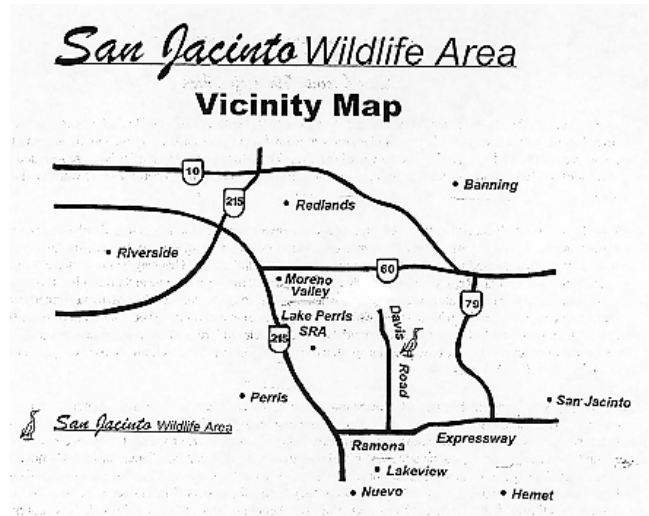 San Jacinto Wildlife Area
Vicinity Map
10
Banning
215
Redlands
Riverside
60
Moreno
Valley
79
Lake Perris
SRA
Davis
Road
215
Perris
San Jacinto
San Jacinto Wildlife Area
Ramona
Expressway
Lakeview
Nuevo
Hemet